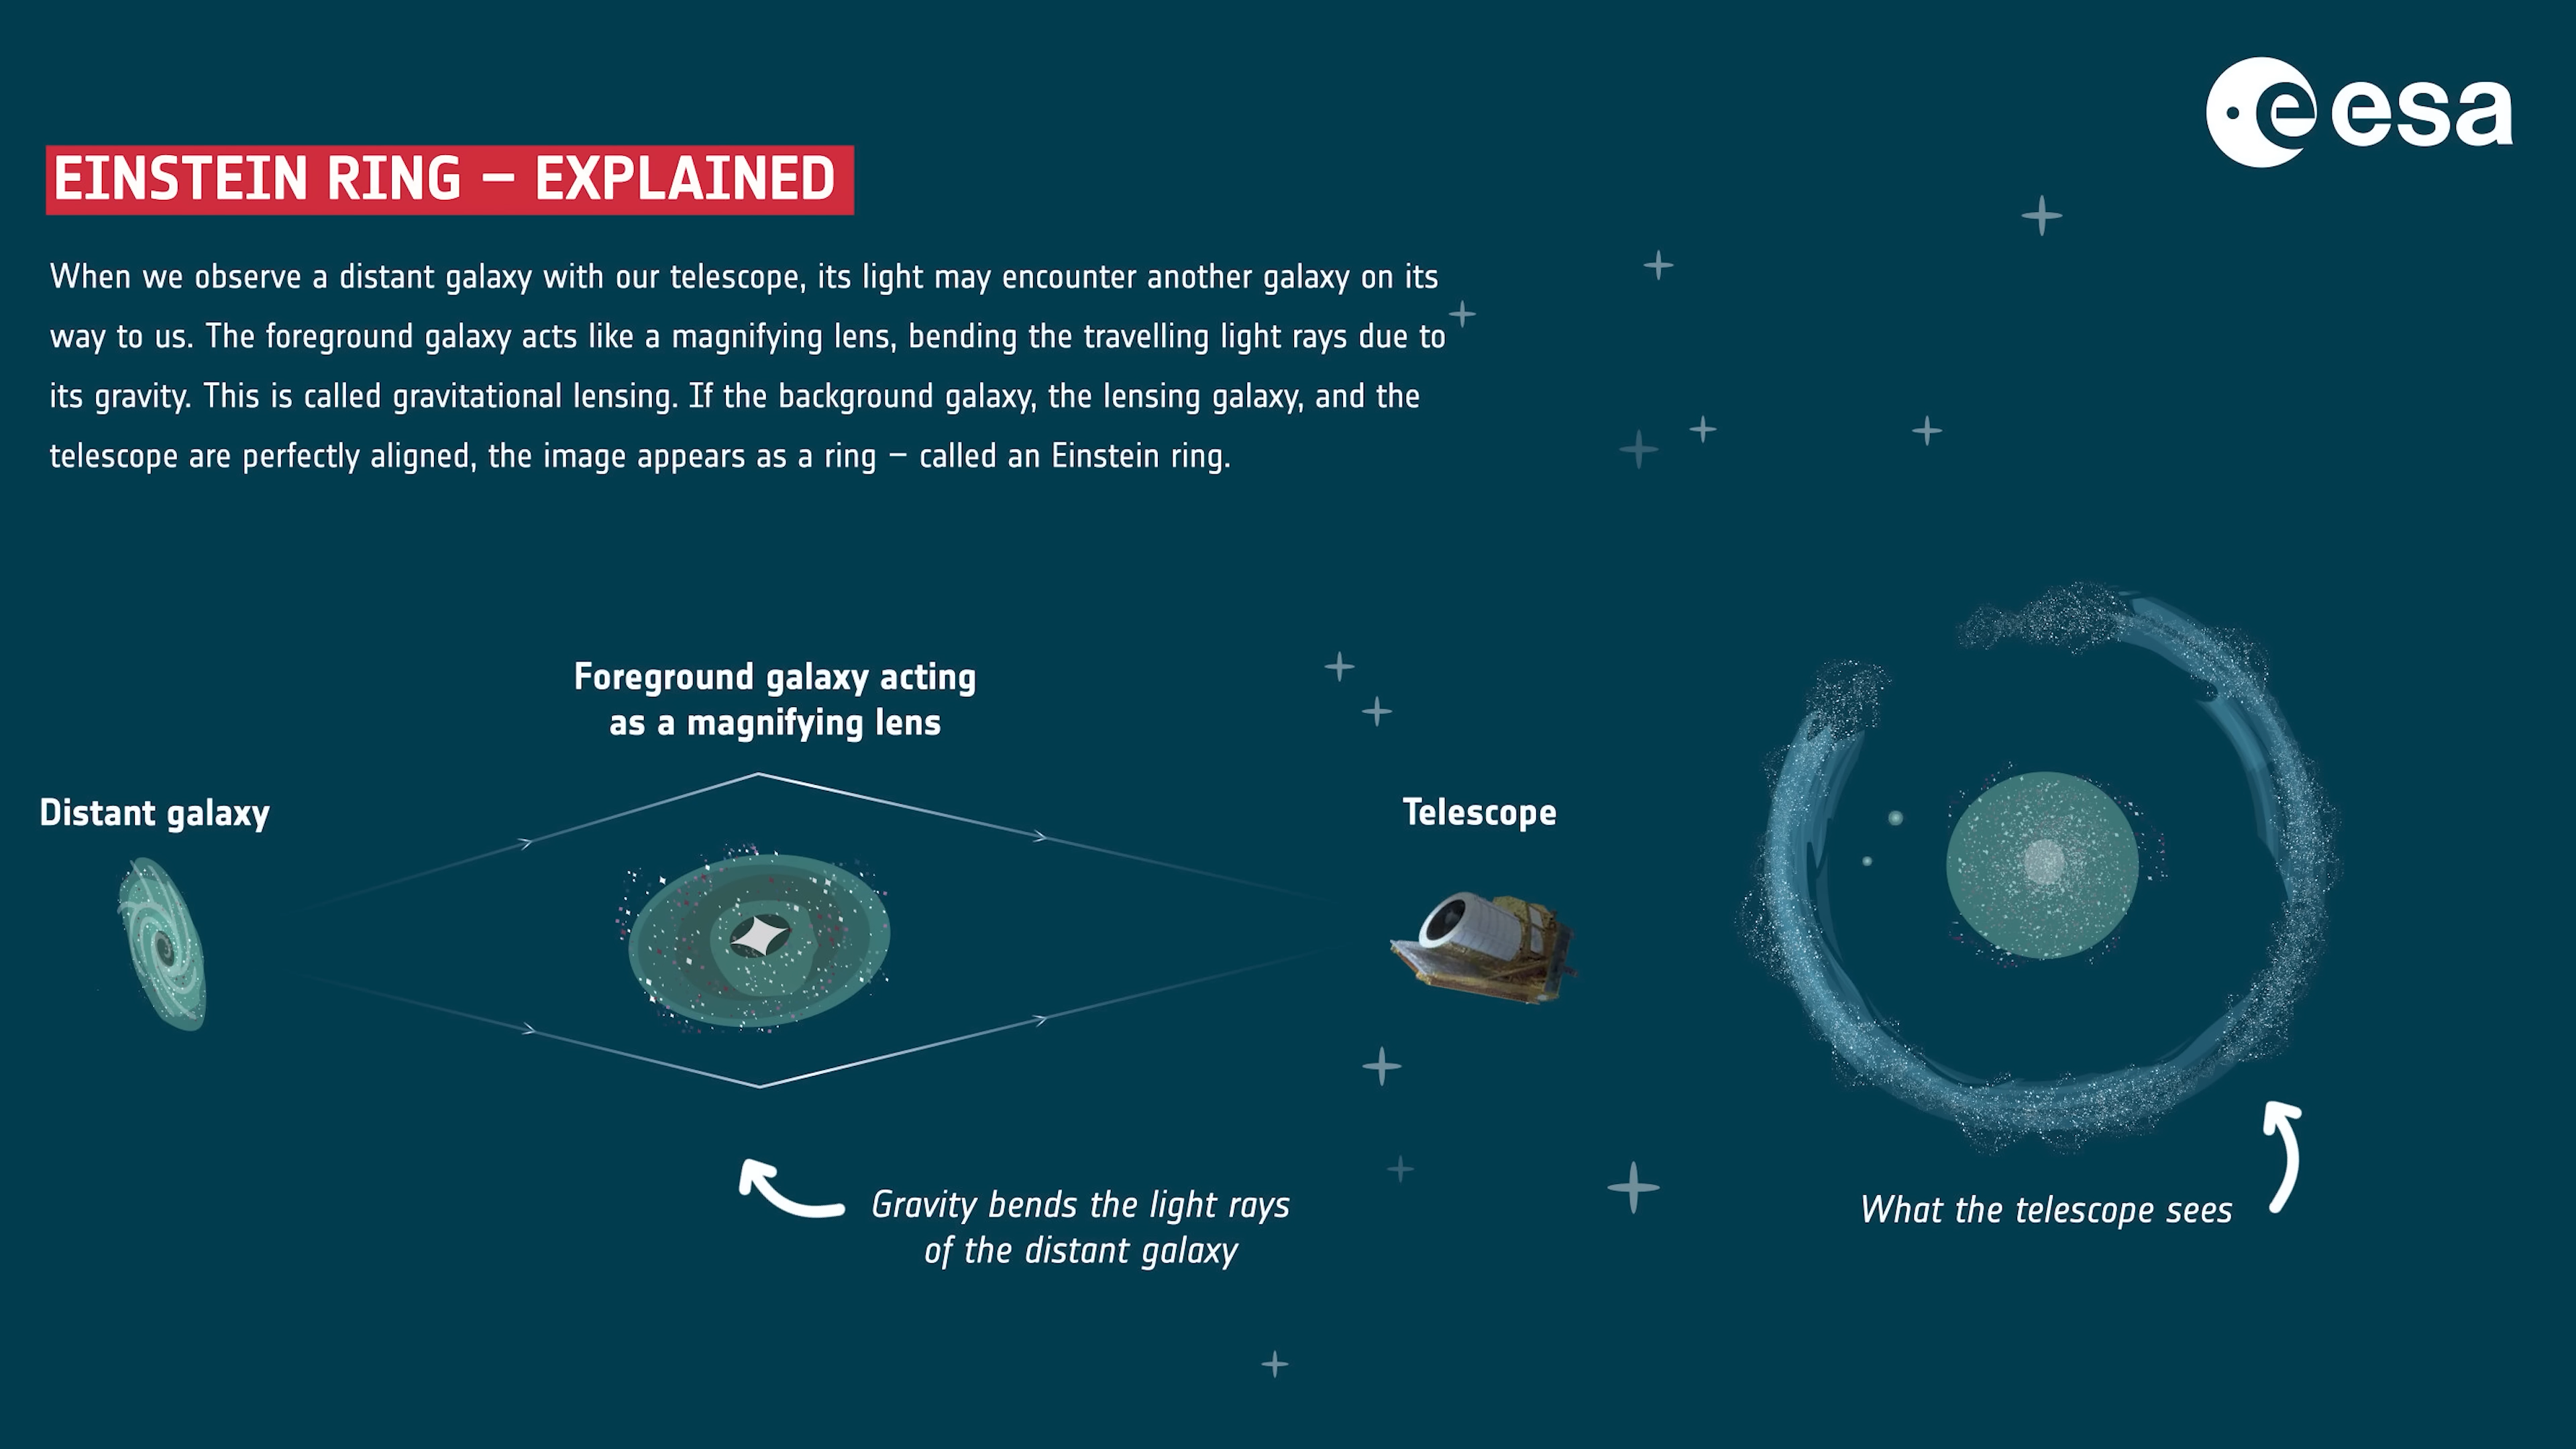 esa
EINSTEIN RING – EXPLAINED
When we observe a distant galaxy with our telescope, its light may encounter another galaxy on its
way to us. The foreground galaxy acts like a magnifying lens, bending the travelling light rays due to
its gravity. This is called gravitational lensing. If the background galaxy, the lensing galaxy, and the
telescope are perfectly aligned, the image appears as a ring – called an Einstein ring.
Foreground galaxy acting
as a magnifying lens
Distant galaxy
Telescope
Gravity bends the light rays
of the distant galaxy
What the telescope sees